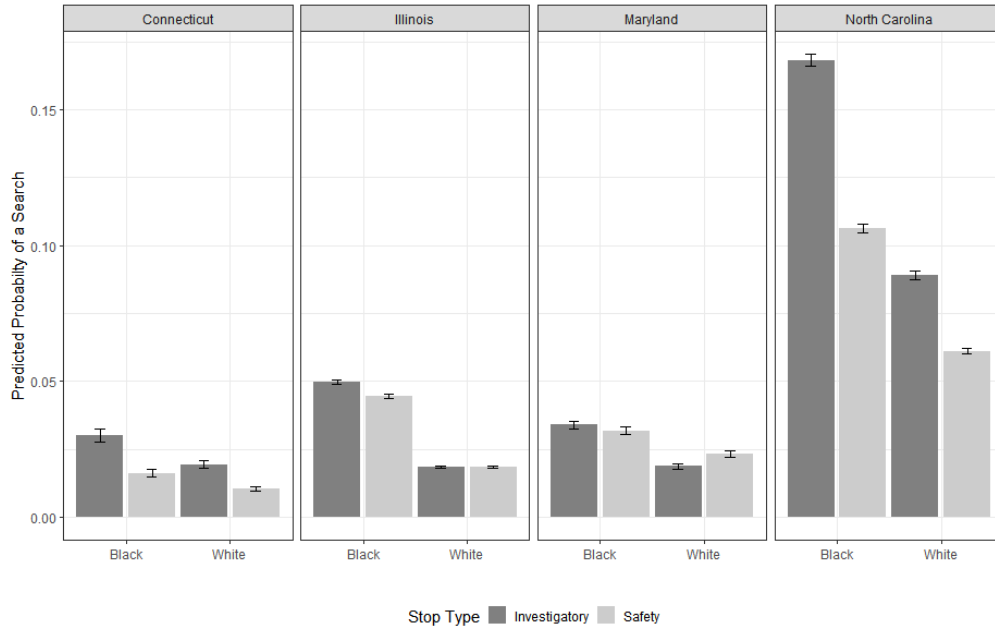 Connecticut Illinois Maryland North Carolina
Predicted Probabilty of a Search
0.15
0.10
0.05
0.00
Black White Black White Black White Black White
Stop Type Investigatory Safety